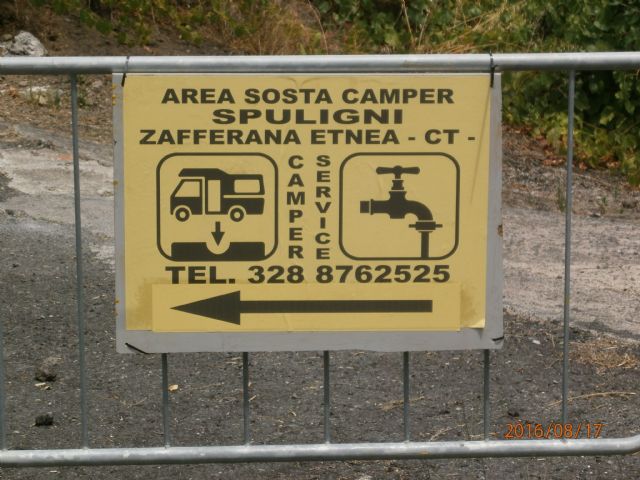 AREA SOSTA CAMPER
SPULIGNI
ZAFFERANA ETNEA - CT -
CAMPER
SERVICE
TEL. 328 8762525
2016/08/17